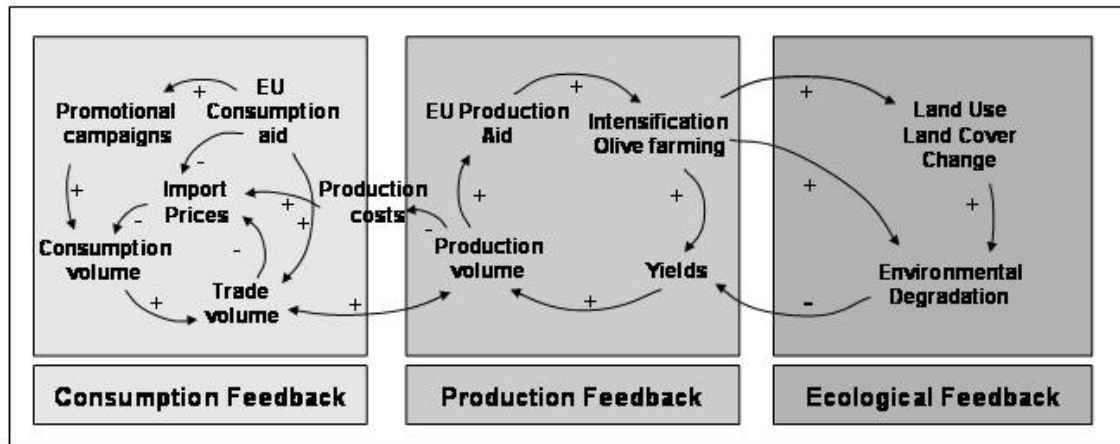 EU
Consumption
aid
+
Promotional
campaigns
-
+
Import
Prices
-
Consumption
volume
+
+
-
+
Trade
volume
Production
costs
-
+
EU Production
Aid
+
Intensification
Olive farming
+
+
Production
volume
Yields
+
+
+
Land Use
Land Cover
Change
+
Environmental
Degradation
-
Consumption Feedback
Production Feedback
Ecological Feedback